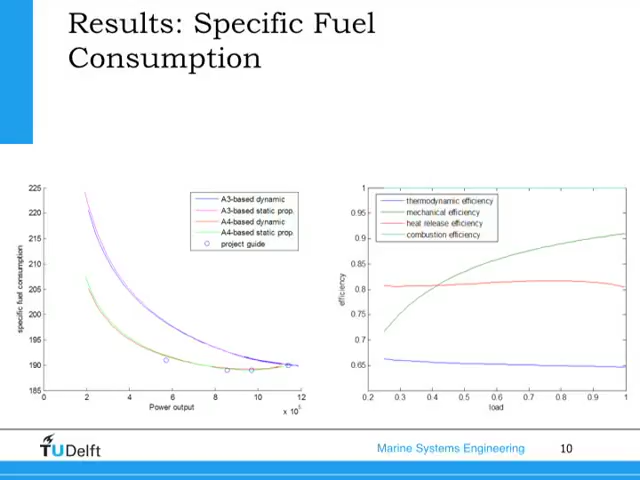 Results: Specific Fuel
Consumption
225
220
215
210
205
200
195
190
185
specific fuel consumption
A3-based dynamic
A3-based static prop.
A4-based dynamic
A4-based static prop.
project guide
0 2 4 6 8 10 12
Power output
x 10⁵
1
0.95
0.9
0.85
0.8
0.75
0.7
0.65
efficiency
thermodynamic efficiency
mechanical efficiency
heat release efficiency
combustion efficiency
0.2 0.3 0.4 0.5 0.6 0.7 0.8 0.9 1
load
TUDelft
Marine Systems Engineering 10